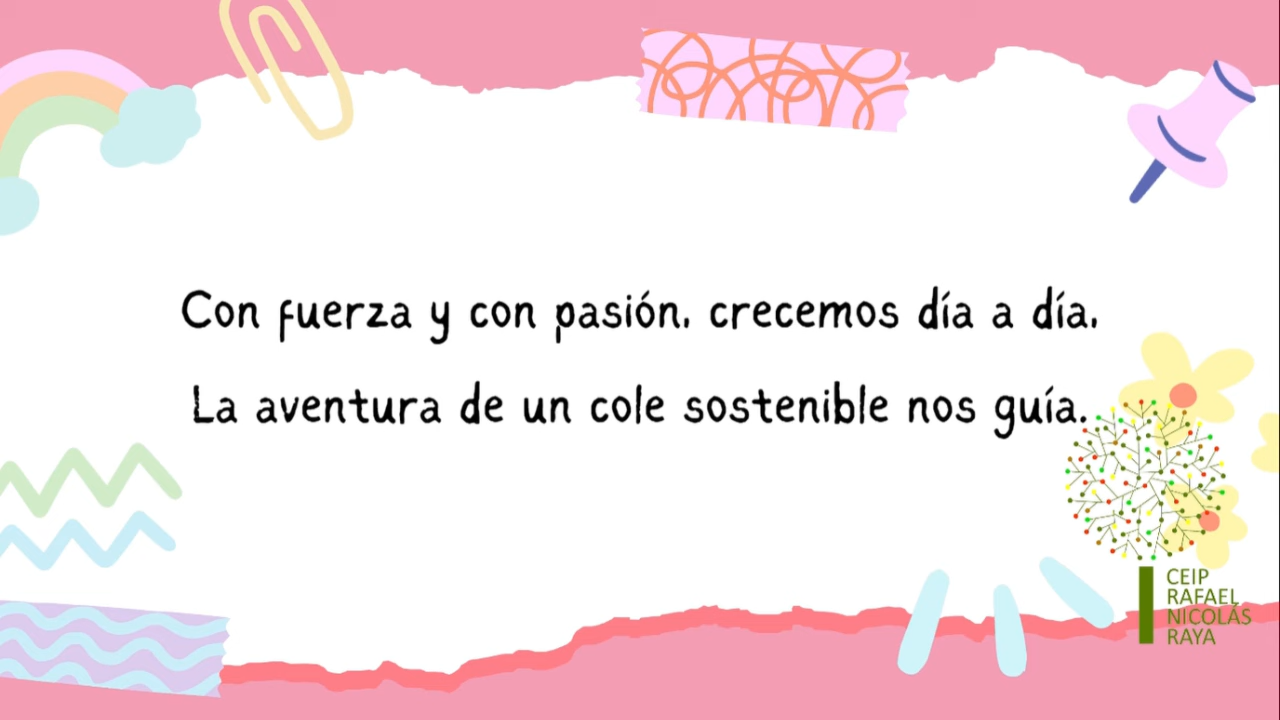 Con fuerza y con pasión, crecemos día a día.
La aventura de un cole sostenible nos guía.
CEIP
RAFAEL
NICOLÁS
RAYA